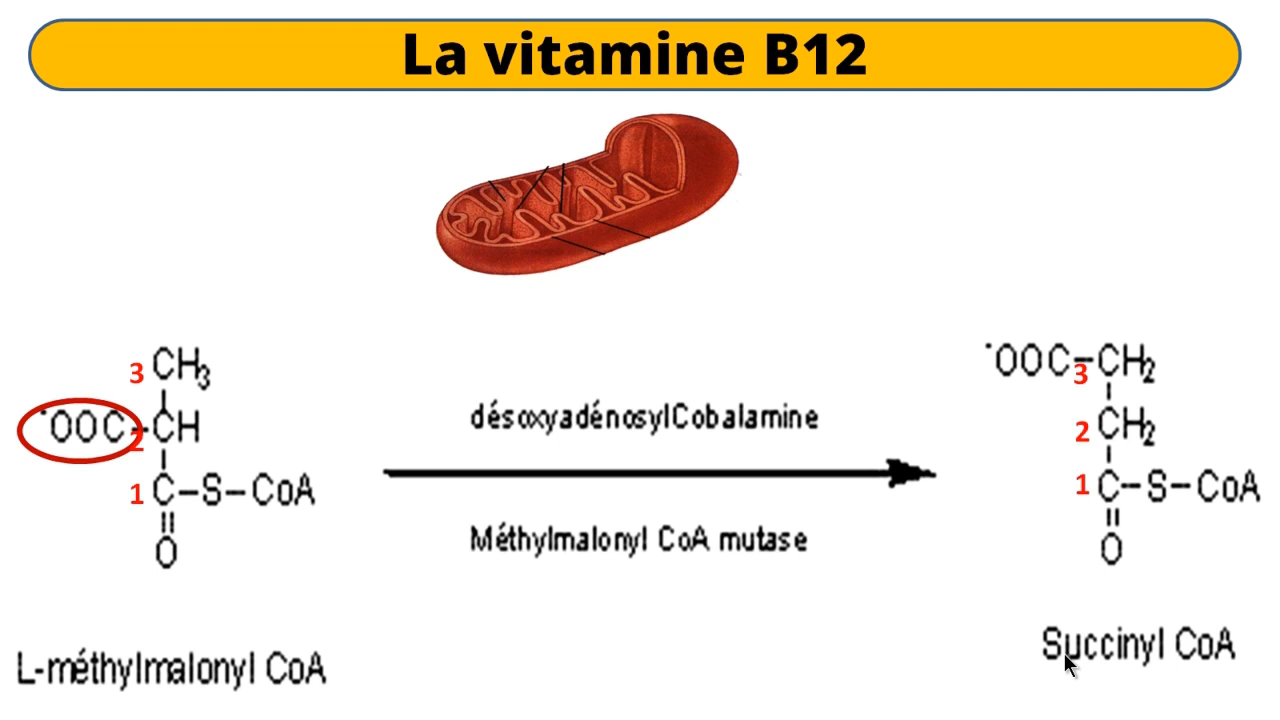 La vitamine B12
3 CH₃
⁻OOC-CH
2
1 C-S-CoA
O
L-méthylmalonyl CoA
désoxyadénosylCobalamine
Méthylmalonyl CoA mutase
⁻OOC-CH₂
3
2 CH₂
1 C-S-CoA
O
Succinyl CoA